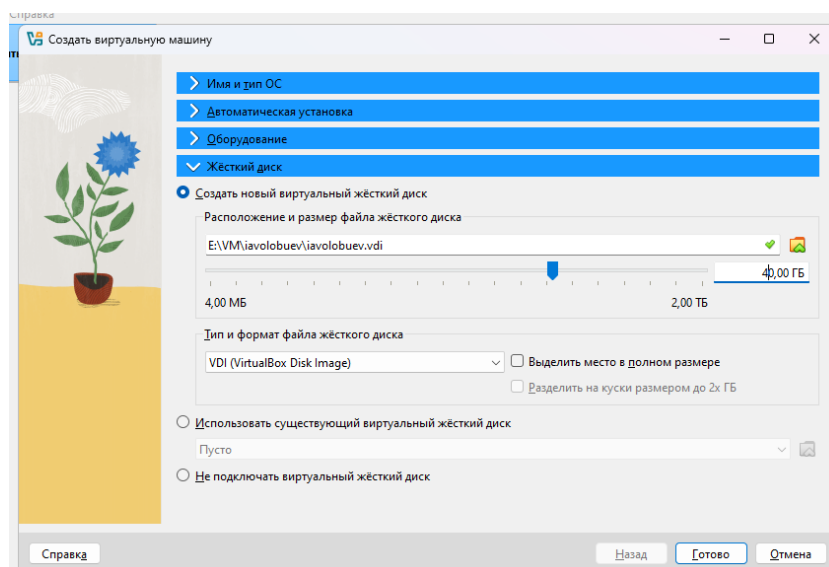 Справка
Создать виртуальную машину
Имя и тип ОС
Автоматическая установка
Оборудование
Жёсткий диск
Создать новый виртуальный жёсткий диск
Расположение и размер файла жёсткого диска
E:\VM\iavolobuev\iavolobuev.vdi
40,00 ГБ
4,00 МБ 2,00 ТБ
Тип и формат файла жёсткого диска
VDI (VirtualBox Disk Image) Выделить место в полном размере
Разделить на куски размером до 2х ГБ
Использовать существующий виртуальный жёсткий диск
Пусто
Не подключать виртуальный жёсткий диск
Справка Назад Готово Отмена